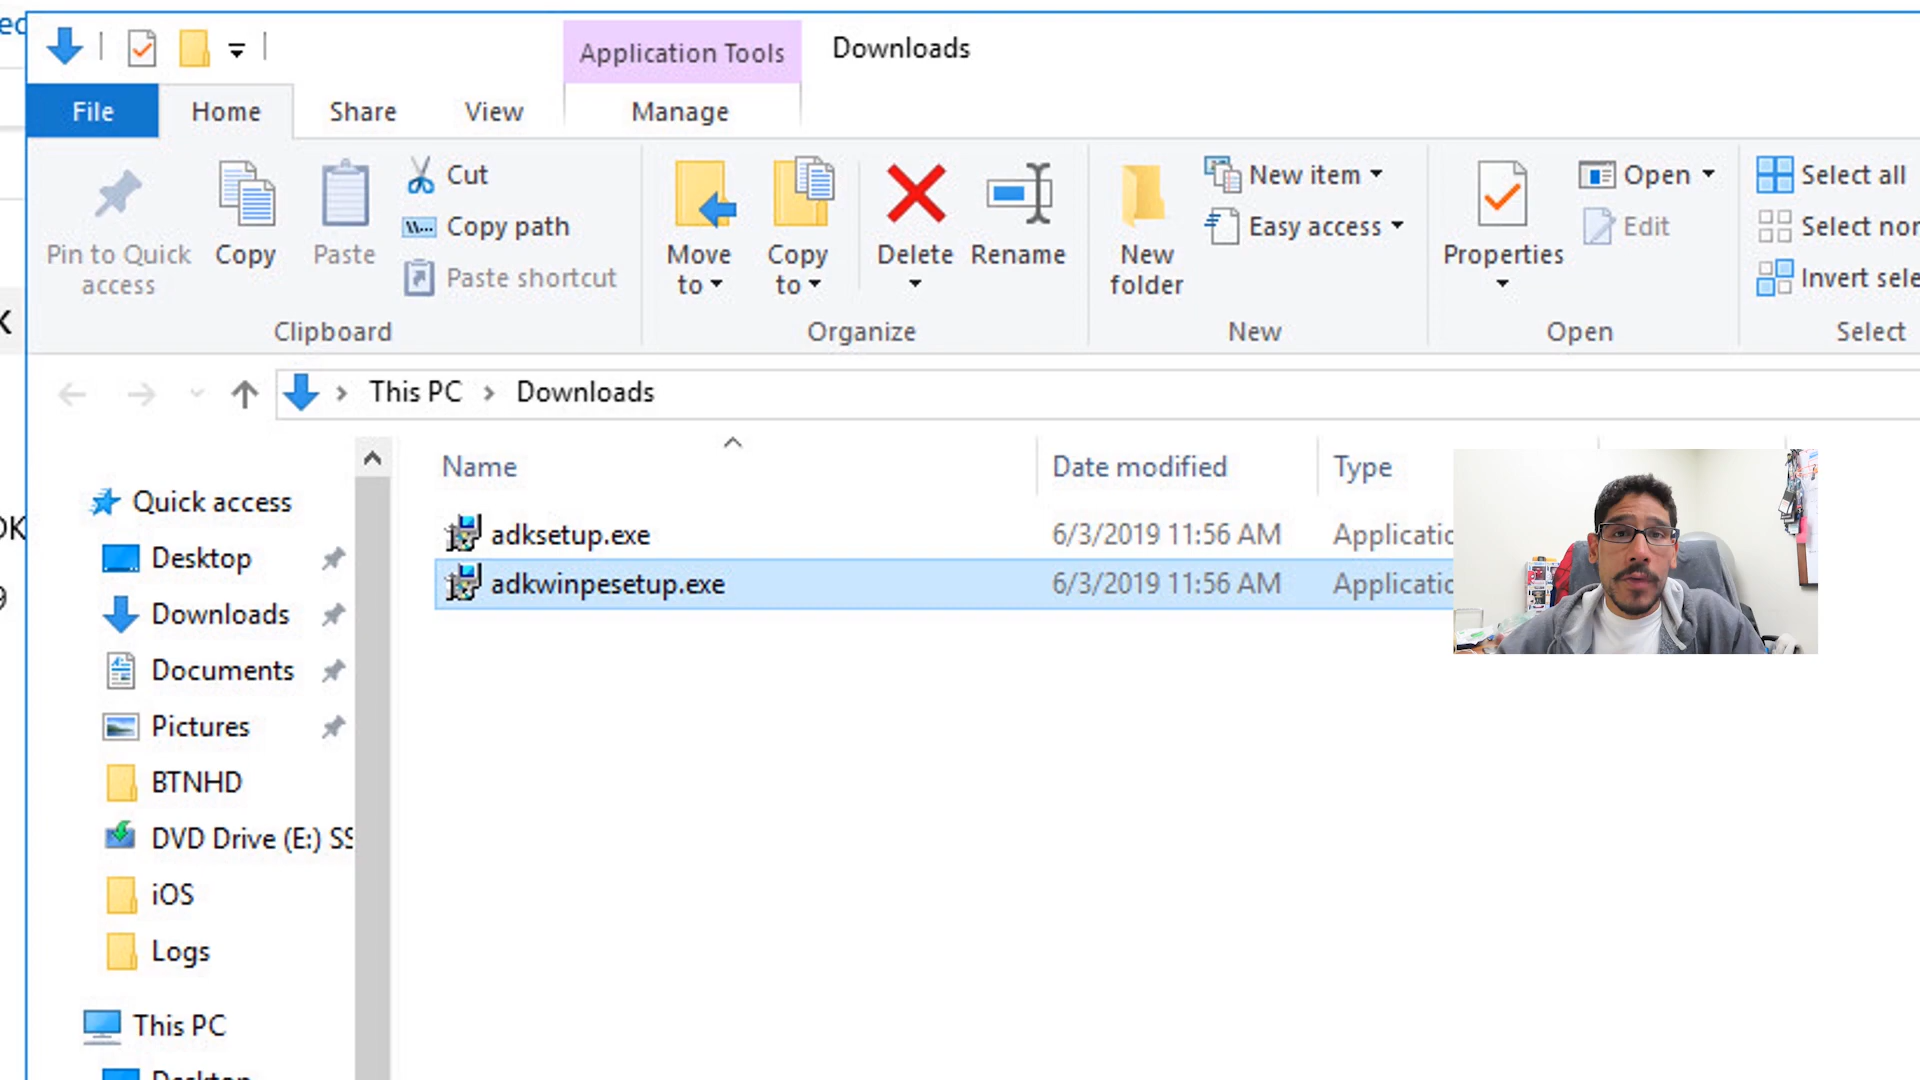 Application Tools
Downloads
File
Home
Share
View
Manage
Pin to Quick
access
Copy
Paste
Cut
Copy path
Paste shortcut
Clipboard
Move
to
Copy
to
Delete
Rename
Organize
New
folder
New item
Easy access
New
Properties
Open
Edit
Open
Select all
Select nor
Invert sele
Select
This PC
Downloads
Name
Date modified
Type
Quick access
Desktop
Downloads
Documents
Pictures
BTNHD
DVD Drive (E:) SS
iOS
Logs
This PC
Desktop
adksetup.exe
6/3/2019 11:56 AM
Applicatio
adkwinpesetup.exe
6/3/2019 11:56 AM
Applicatio